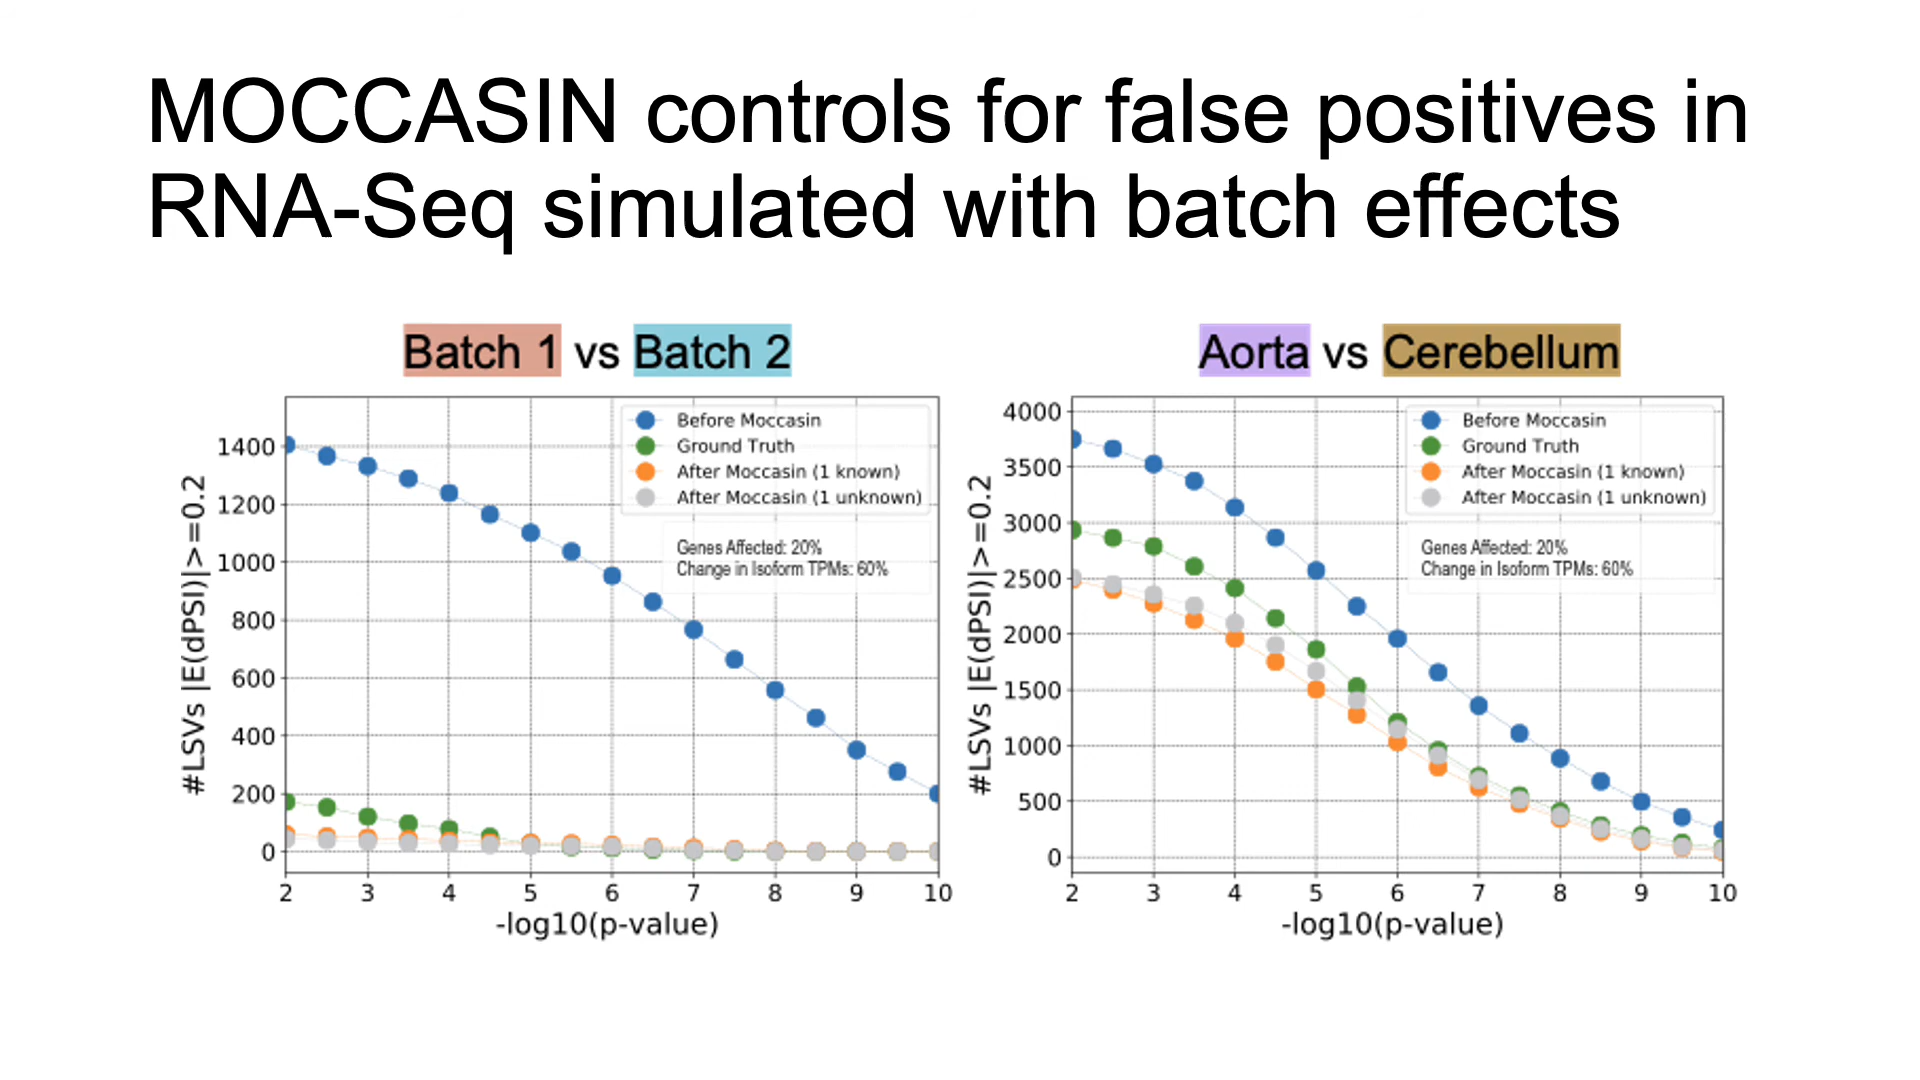 MOCCASIN controls for false positives in
RNA-Seq simulated with batch effects
Batch 1 vs Batch 2
#LSVs |E(dPSI)|>=0.2
1400
1200
1000
800
600
400
200
0
Before Moccasin
Ground Truth
After Moccasin (1 known)
After Moccasin (1 unknown)
Genes Affected: 20%
Change in Isoform TPMs: 60%
2 3 4 5 6 7 8 9 10
-log10(p-value)
Aorta vs Cerebellum
#LSVs |E(dPSI)|>=0.2
4000
3500
3000
2500
2000
1500
1000
500
0
Before Moccasin
Ground Truth
After Moccasin (1 known)
After Moccasin (1 unknown)
Genes Affected: 20%
Change in Isoform TPMs: 60%
2 3 4 5 6 7 8 9 10
-log10(p-value)